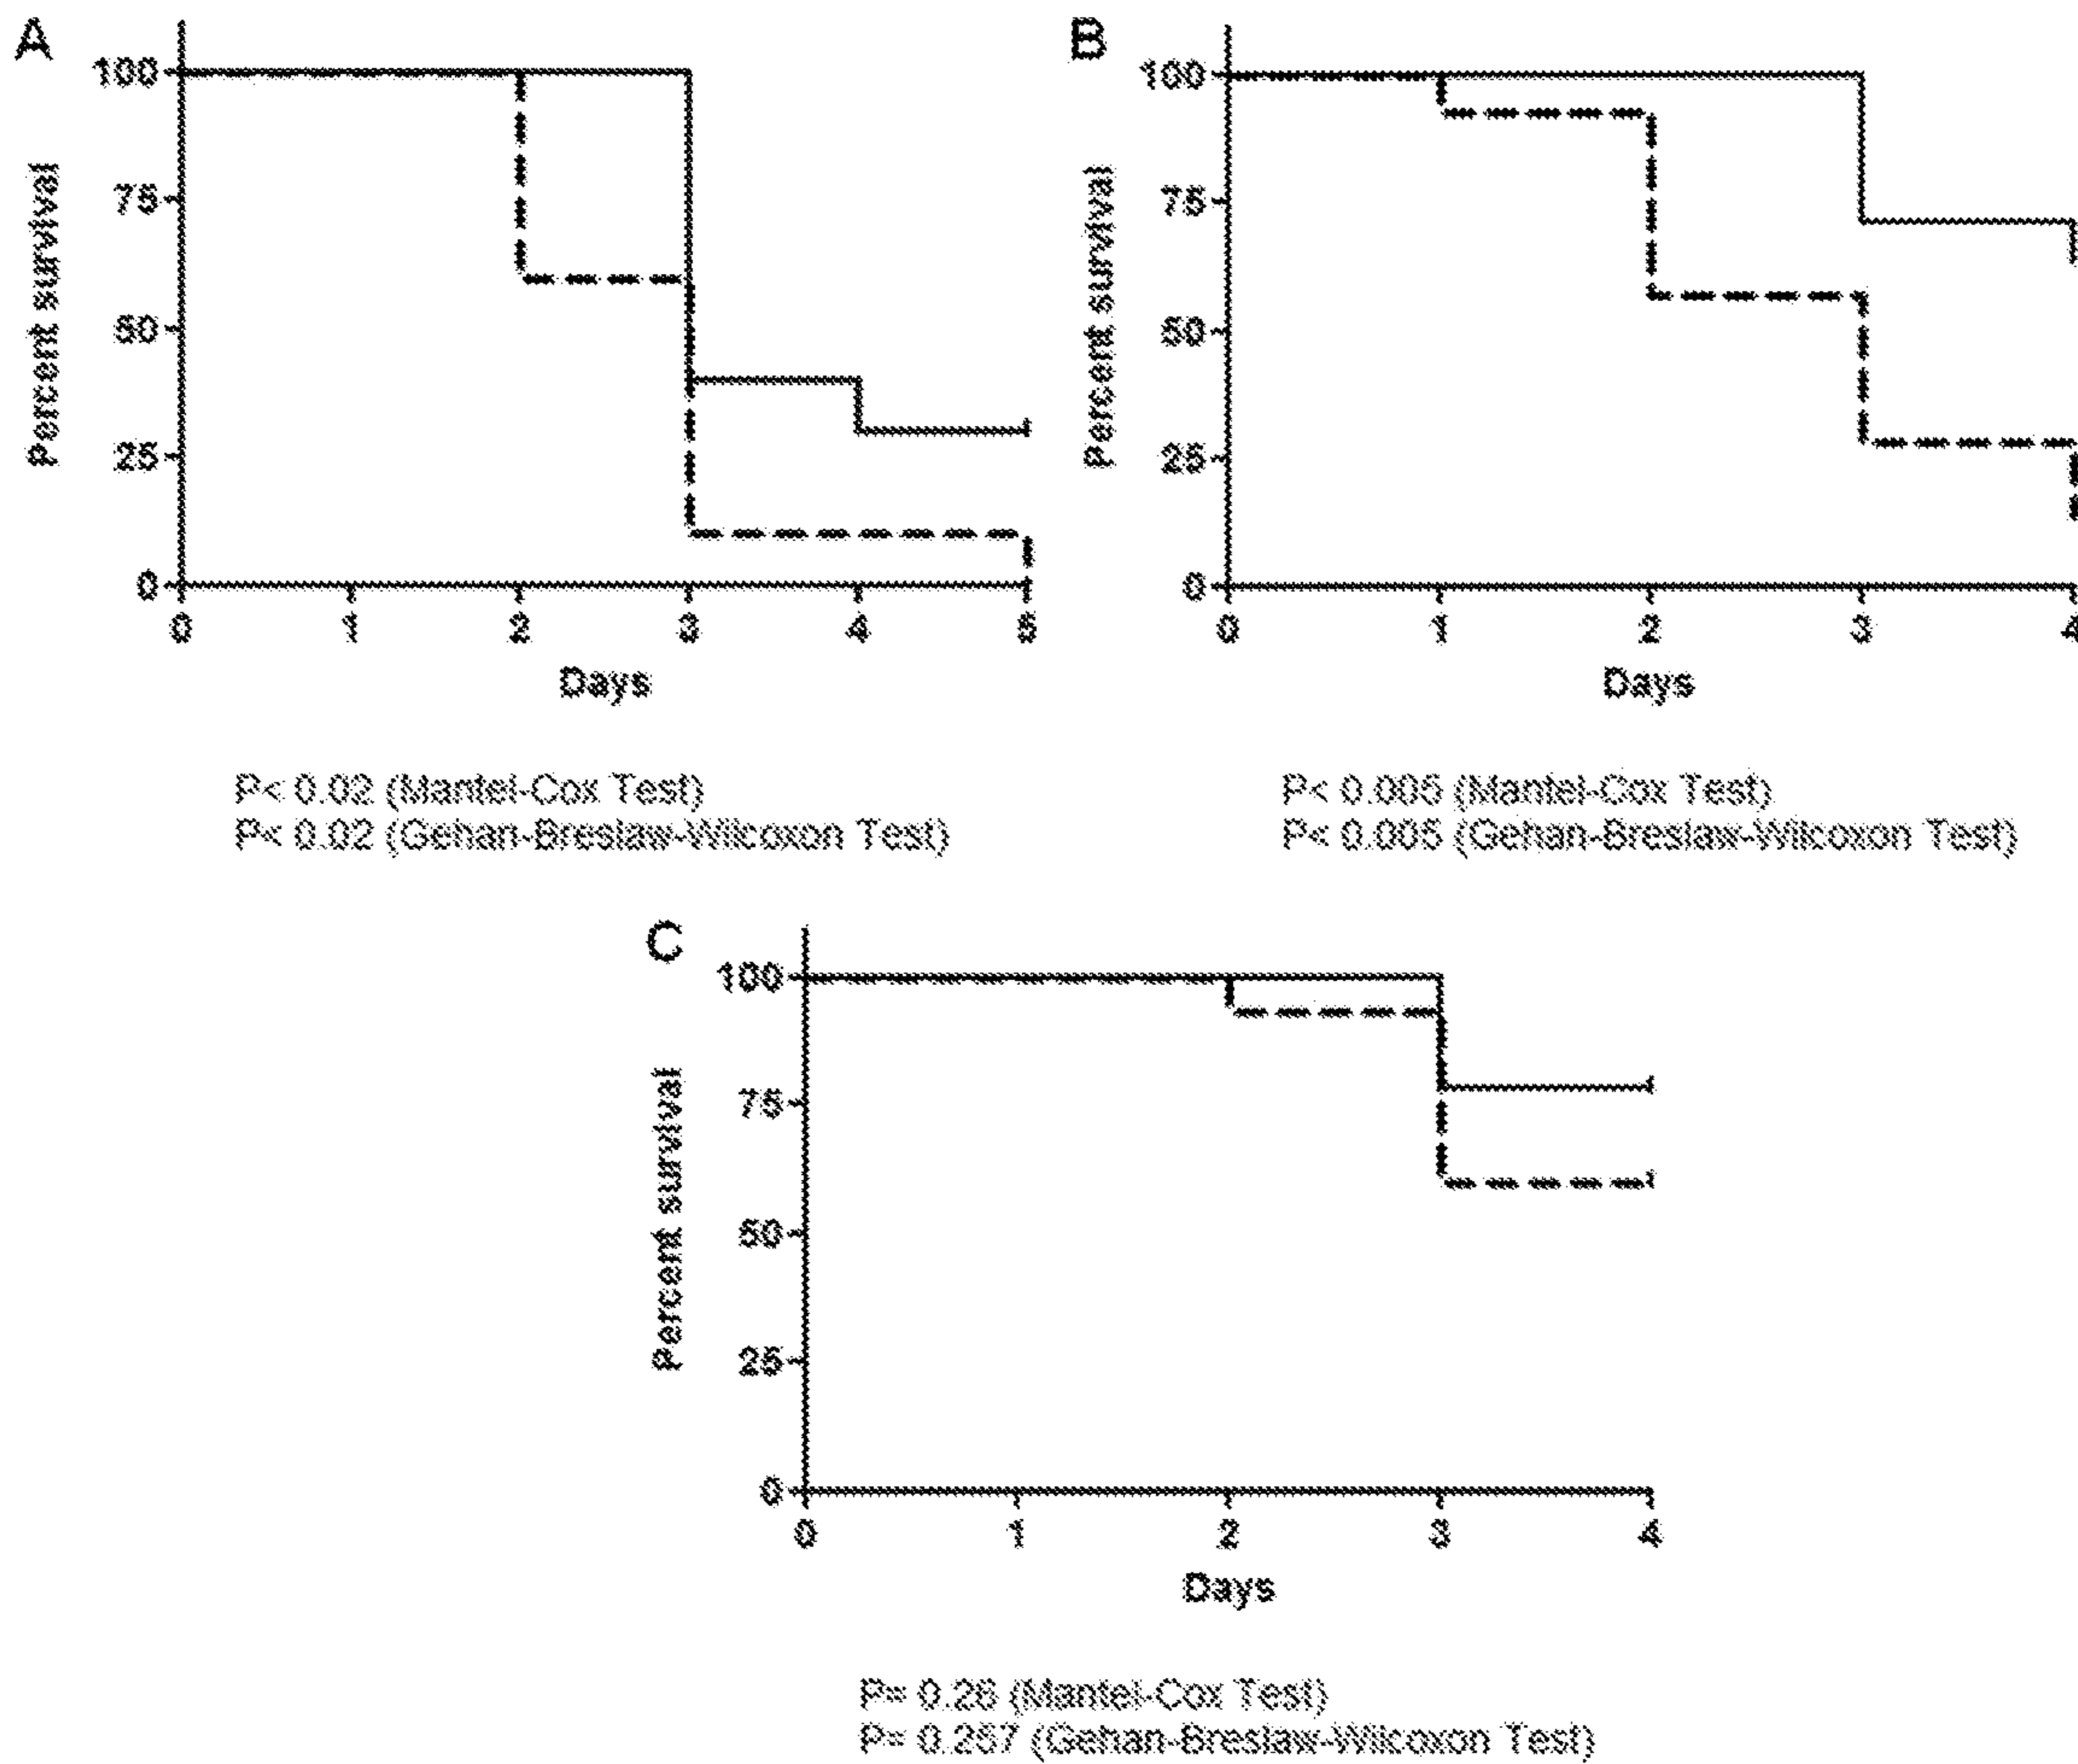 A
100
75
50
25
0
Percent survival
0 1 2 3 4 5
Days
P< 0.02 (Mantel-Cox Test)
P< 0.02 (Gehan-Breslaw-Wilcoxon Test)
B
100
75
50
25
0
Percent survival
0 1 2 3 4
Days
P< 0.005 (Mantel-Cox Test)
P< 0.005 (Gehan-Breslaw-Wilcoxon Test)
C
100
75
50
25
0
Percent survival
0 1 2 3 4
Days
P= 0.26 (Mantel-Cox Test)
P= 0.257 (Gehan-Breslaw-Wilcoxon Test)